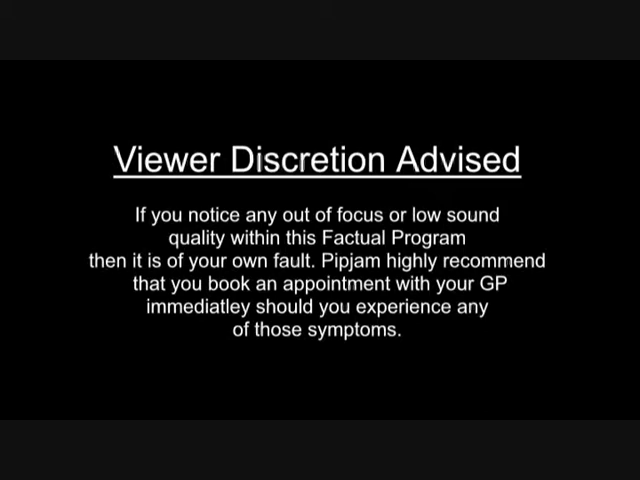 Viewer Discretion Advised
If you notice any out of focus or low sound
quality within this Factual Program
then it is of your own fault. Pipjam highly recommend
that you book an appointment with your GP
immediatley should you experience any
of those symptoms.